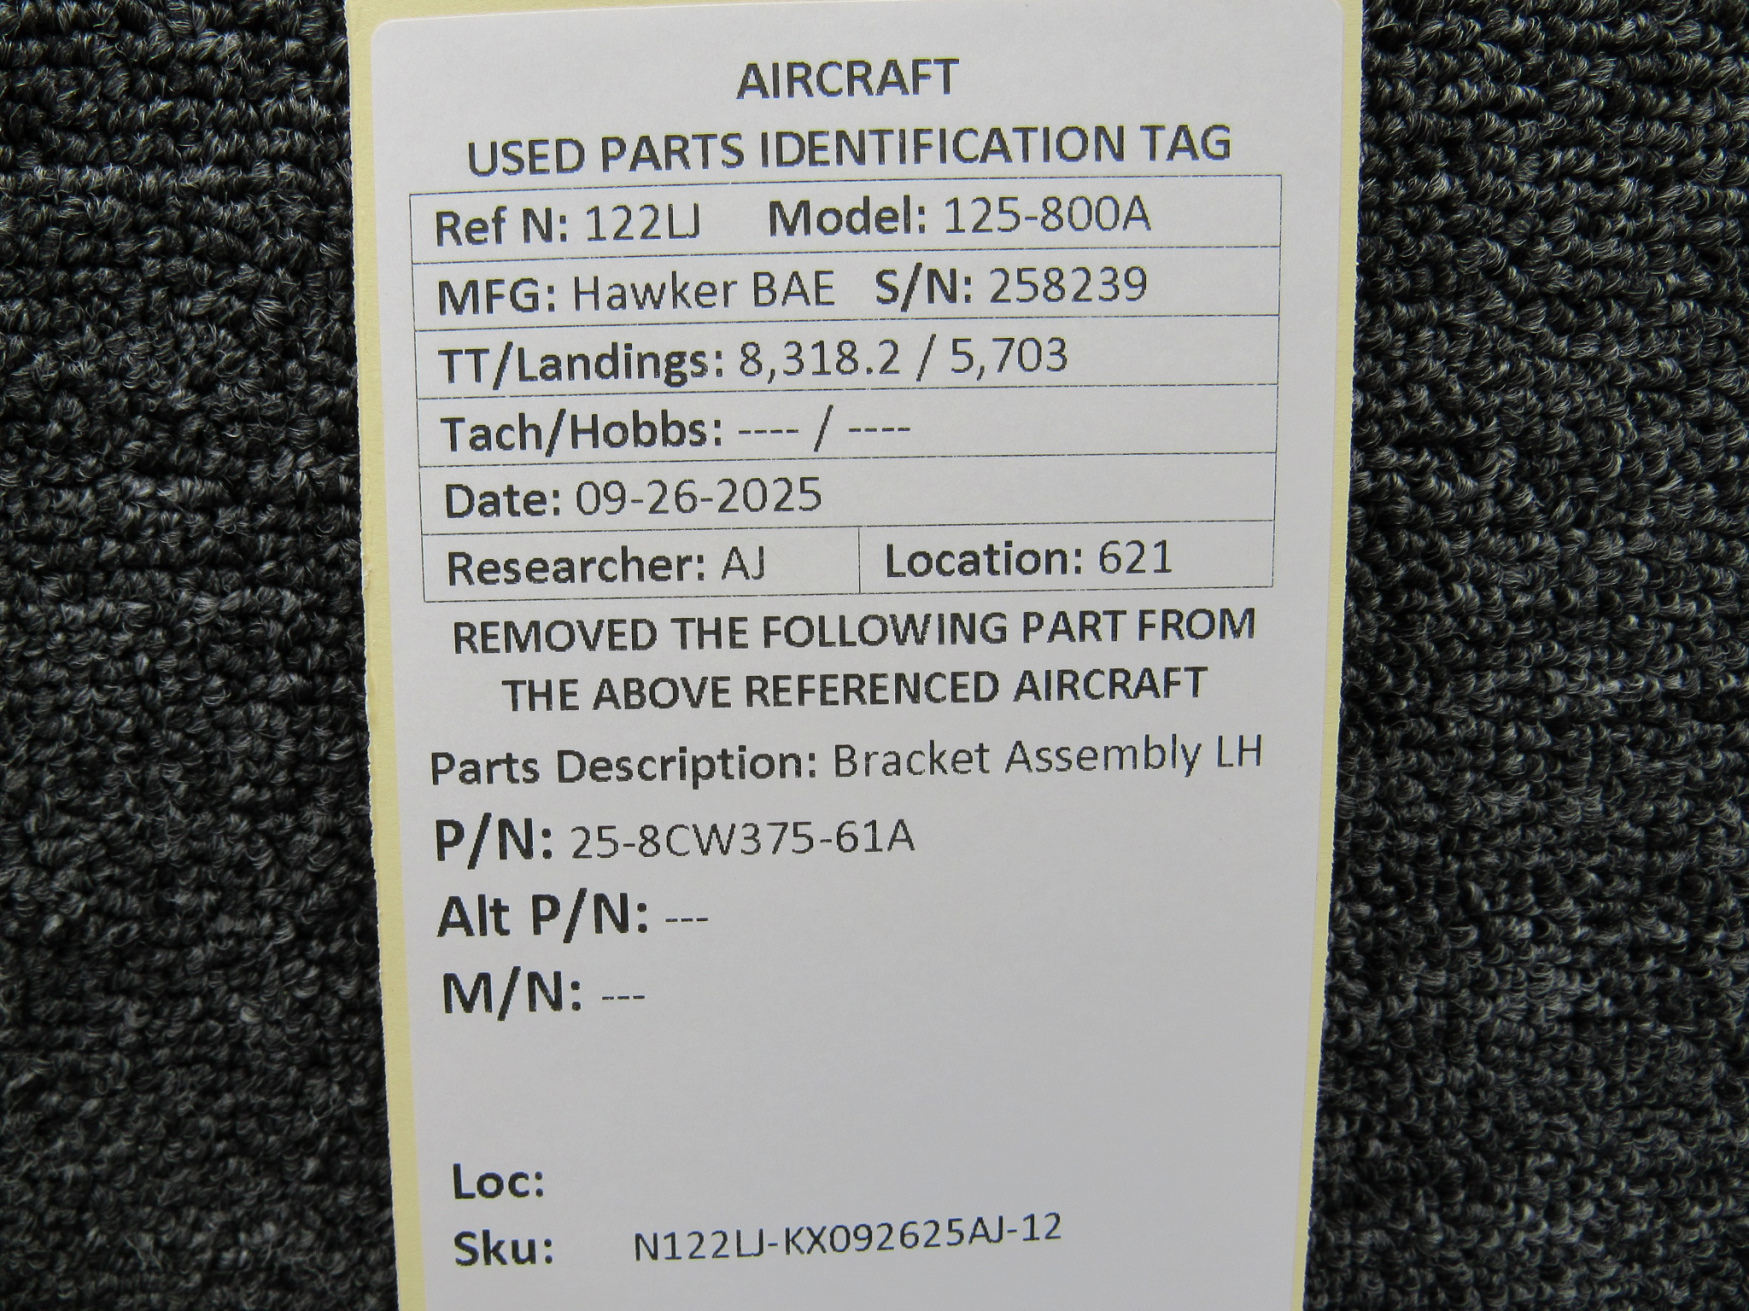 AIRCRAFT
USED PARTS IDENTIFICATION TAG
Ref N: 122LJ Model: 125-800A
MFG: Hawker BAE S/N: 258239
TT/Landings: 8,318.2 / 5,703
Tach/Hobbs: ---- / ----
Date: 09-26-2025
Researcher: AJ Location: 621
REMOVED THE FOLLOWING PART FROM
THE ABOVE REFERENCED AIRCRAFT
Parts Description: Bracket Assembly LH
P/N: 25-8CW375-61A
Alt P/N: ---
M/N: ---
Loc:
Sku: N122LJ-KX092625AJ-12